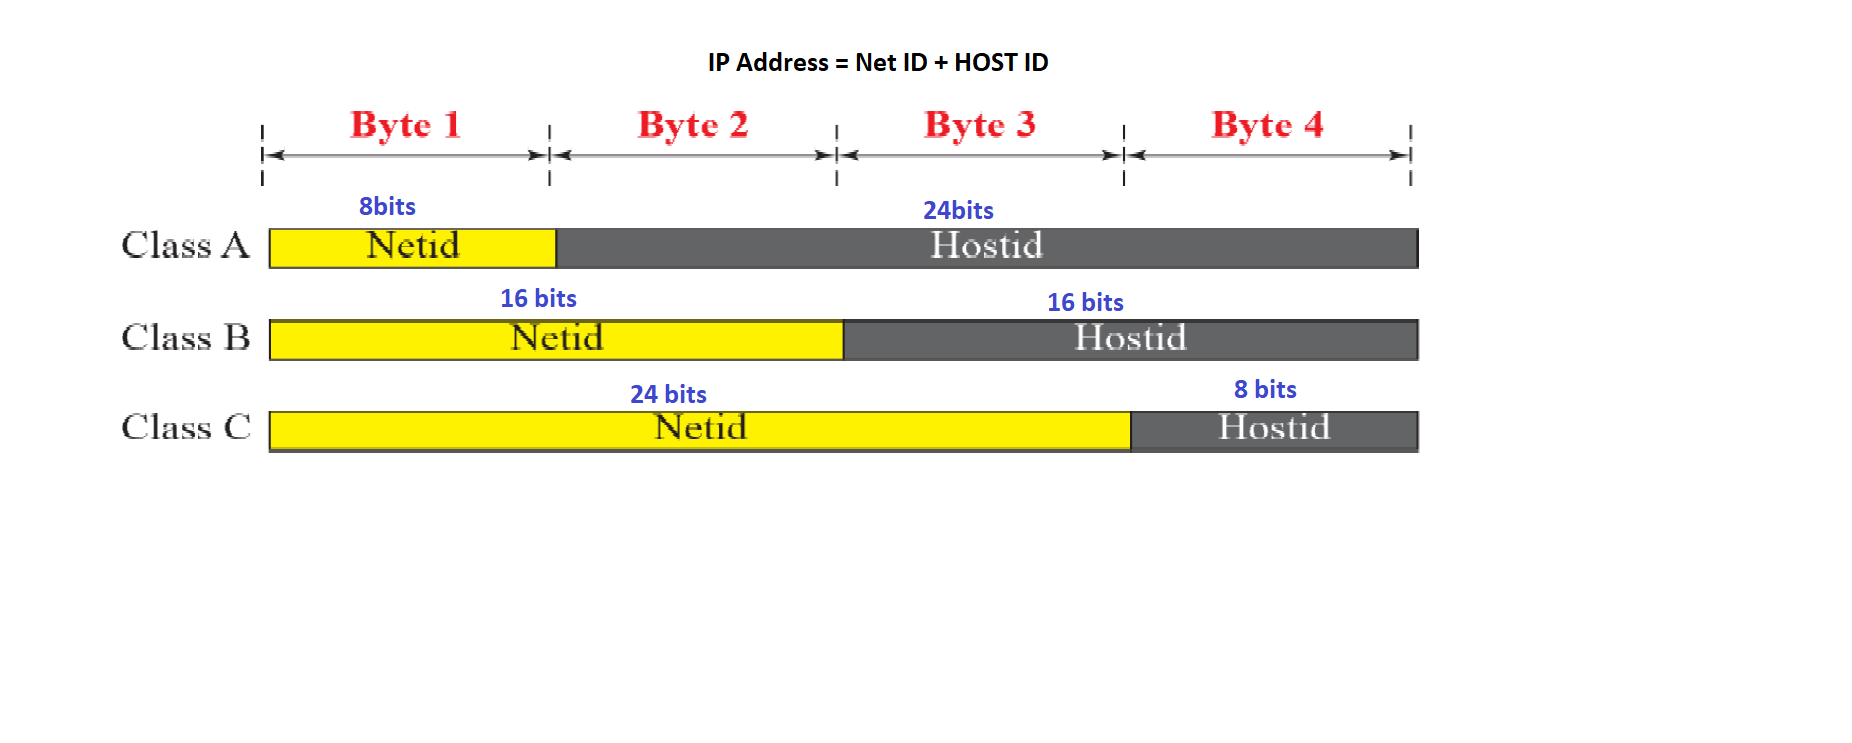 IP Address = Net ID + HOST ID
Byte 1 Byte 2 Byte 3 Byte 4
8bits 24bits
Class A Netid Hostid
16 bits 16 bits
Class B Netid Hostid
24 bits 8 bits
Class C Netid Hostid